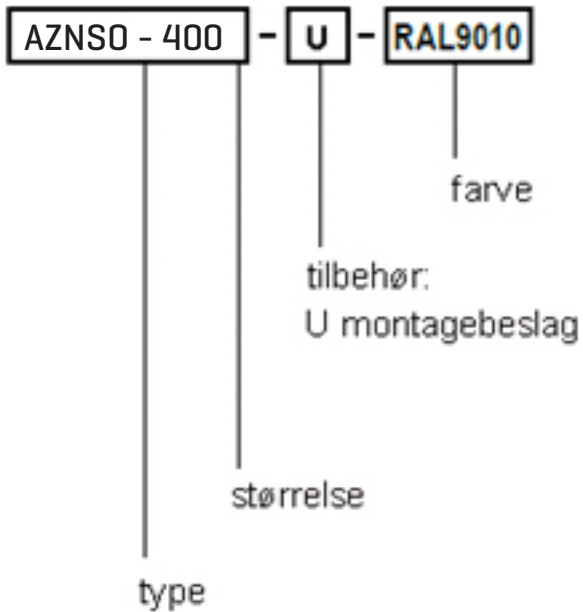 AZNSO - 400 - U - RAL9010
farve
tilbehør:
U montagebeslag
størrelse
type